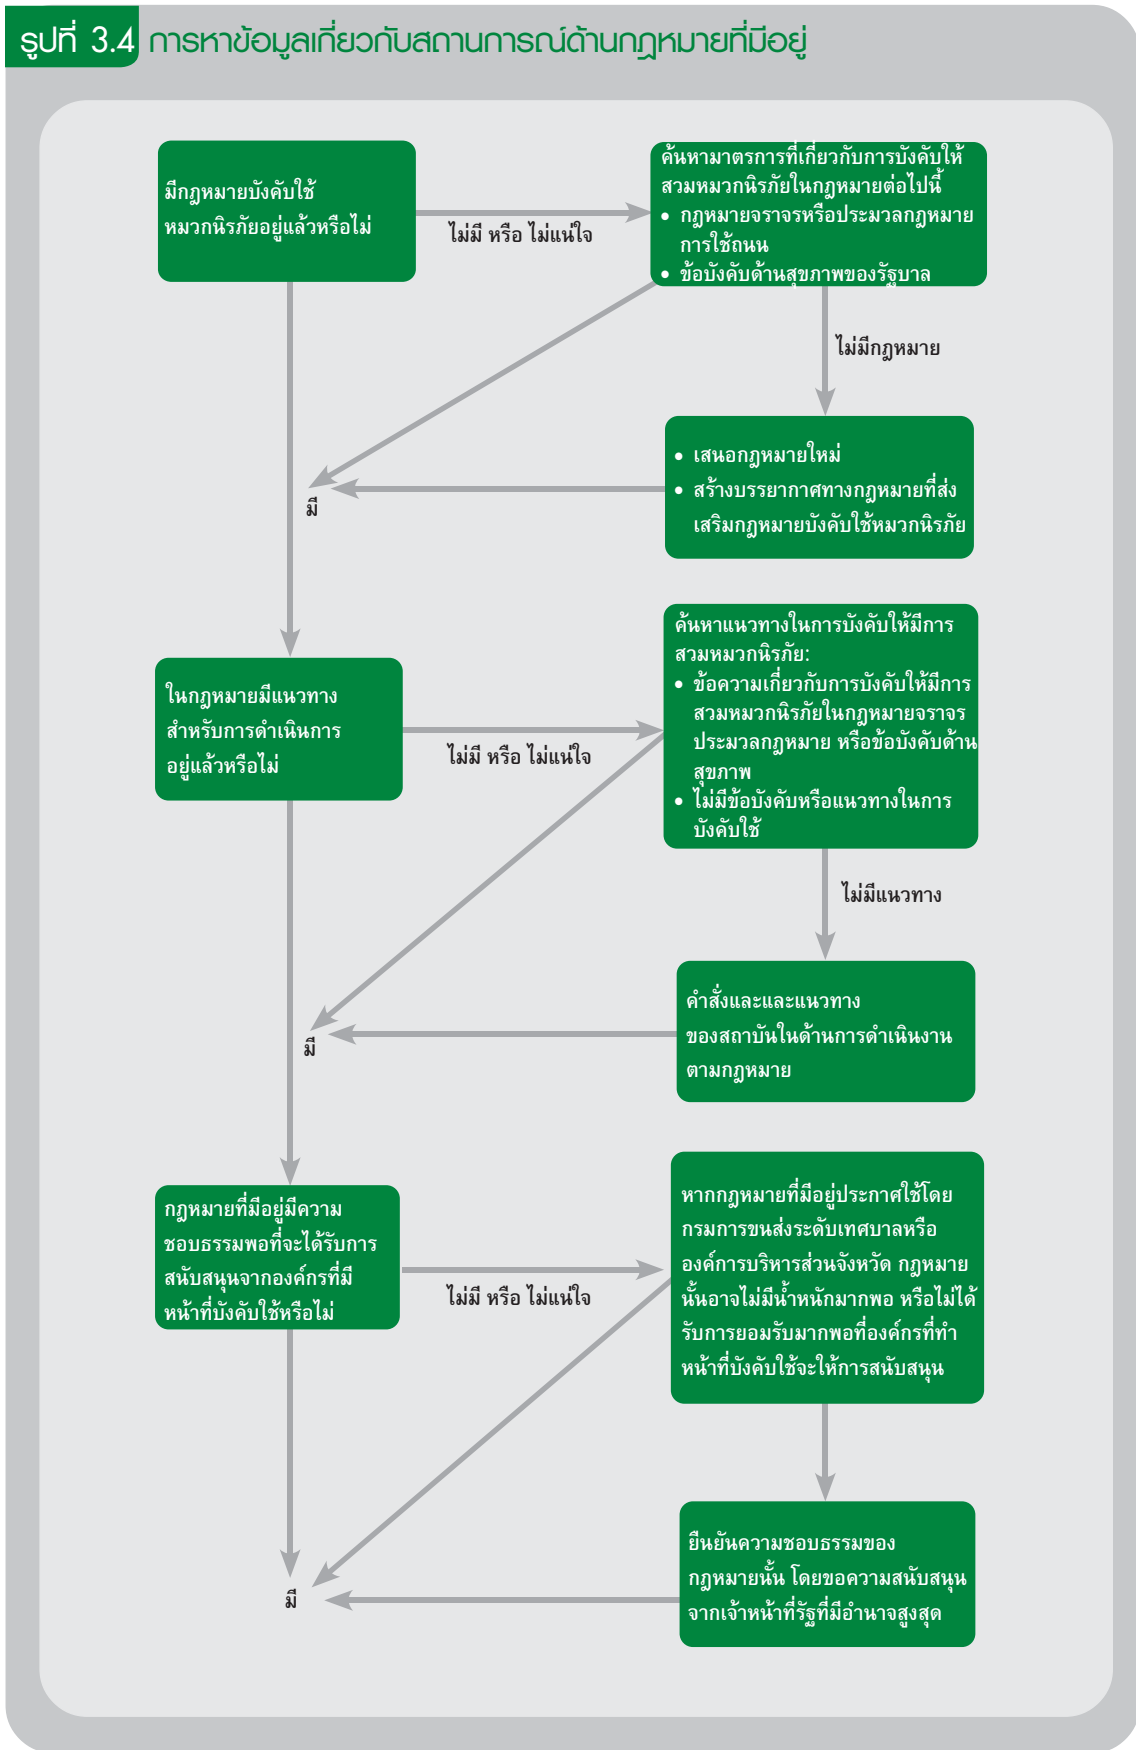 รูปที่ 3.4 การหาข้อมูลเกี่ยวกับสถานการณ์ด้านกฎหมายที่มีอยู่
มีกฎหมายบังคับใช้
หมวกนิรภัยอยู่แล้วหรือไม่
ไม่มี หรือ ไม่แน่ใจ
ค้นหามาตรการที่เกี่ยวกับการบังคับให้
สวมหมวกนิรภัยในกฎหมายต่อไปนี้
• กฎหมายจราจรหรือประมวลกฎหมาย
การใช้ถนน
• ข้อบังคับด้านสุขภาพของรัฐบาล
ไม่มีกฎหมาย
• เสนอกฎหมายใหม่
• สร้างบรรยากาศทางกฎหมายที่ส่ง
เสริมกฎหมายบังคับใช้หมวกนิรภัย
มี
ในกฎหมายมีแนวทาง
สำหรับการดำเนินการ
อยู่แล้วหรือไม่
ไม่มี หรือ ไม่แน่ใจ
ค้นหาแนวทางในการบังคับให้มีการ
สวมหมวกนิรภัย:
• ข้อความเกี่ยวกับการบังคับให้มีการ
สวมหมวกนิรภัยในกฎหมายจราจร
ประมวลกฎหมาย หรือข้อบังคับด้าน
สุขภาพ
• ไม่มีข้อบังคับหรือแนวทางในการ
บังคับใช้
ไม่มีแนวทาง
คำสั่งและและแนวทาง
ของสถาบันในด้านการดำเนินงาน
ตามกฎหมาย
มี
กฎหมายที่มีอยู่มีความ
ชอบธรรมพอที่จะได้รับการ
สนับสนุนจากองค์กรที่มี
หน้าที่บังคับใช้หรือไม่
ไม่มี หรือ ไม่แน่ใจ
หากกฎหมายที่มีอยู่ประกาศใช้โดย
กรมการขนส่งระดับเทศบาลหรือ
องค์การบริหารส่วนจังหวัด กฎหมาย
นั้นอาจไม่มีน้ำหนักมากพอ หรือไม่ได้
รับการยอมรับมากพอที่องค์กรที่ทำ
หน้าที่บังคับใช้จะให้การสนับสนุน
ยืนยันความชอบธรรมของ
กฎหมายนั้น โดยขอความสนับสนุน
จากเจ้าหน้าที่รัฐที่มีอำนาจสูงสุด
มี